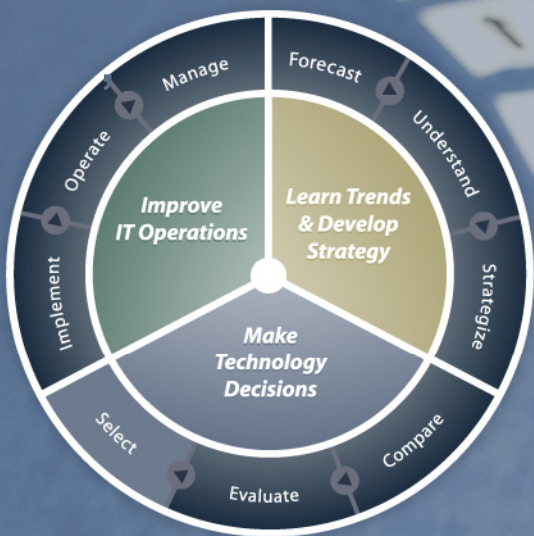 Manage
Forecast
Operate
Understand
Improve
IT Operations
Learn Trends
& Develop
Strategy
Implement
Strategize
Make
Technology
Decisions
Select
Compare
Evaluate